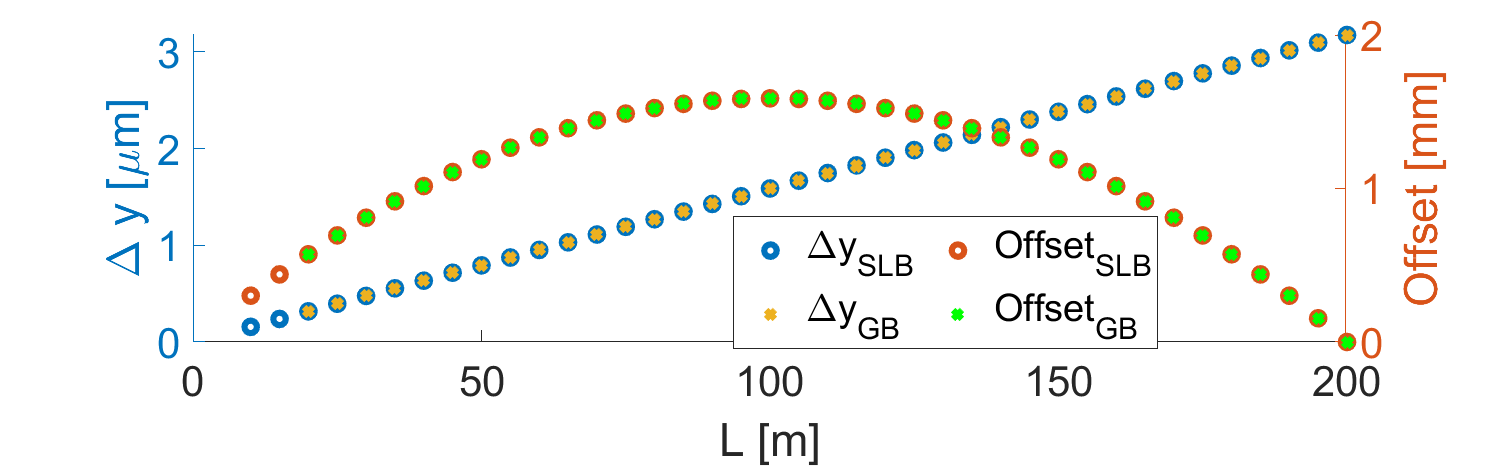 3
2
1
0
Δ y [μm]
2
1
0
Offset [mm]
Δy_SLB Offset_SLB
Δy_GB Offset_GB
0 50 100 150 200
L [m]